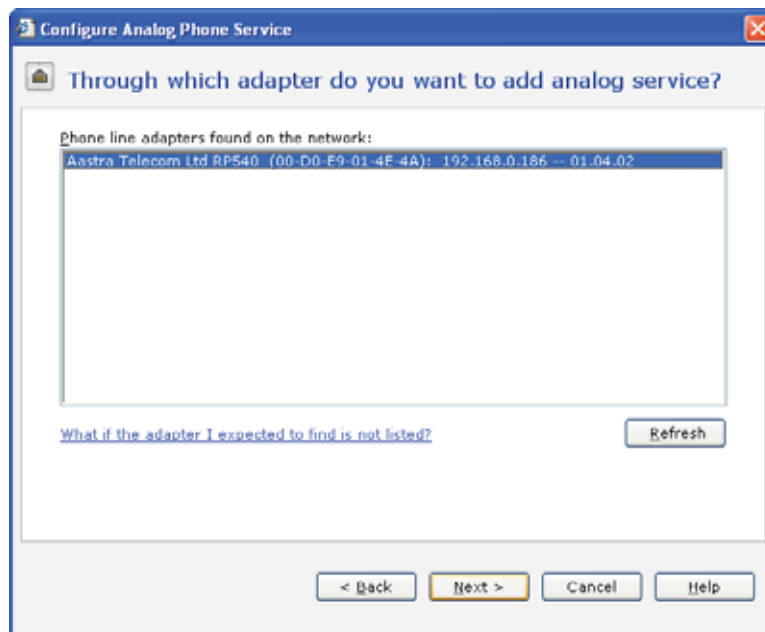 Configure Analog Phone Service
Through which adapter do you want to add analog service?
Phone line adapters found on the network:
Aastra Telecom Ltd RP540 (00-D0-E9-01-4E-4A): 192.168.0.186 -- 01.04.02
What if the adapter I expected to find is not listed?
Refresh
< Back
Next >
Cancel
Help